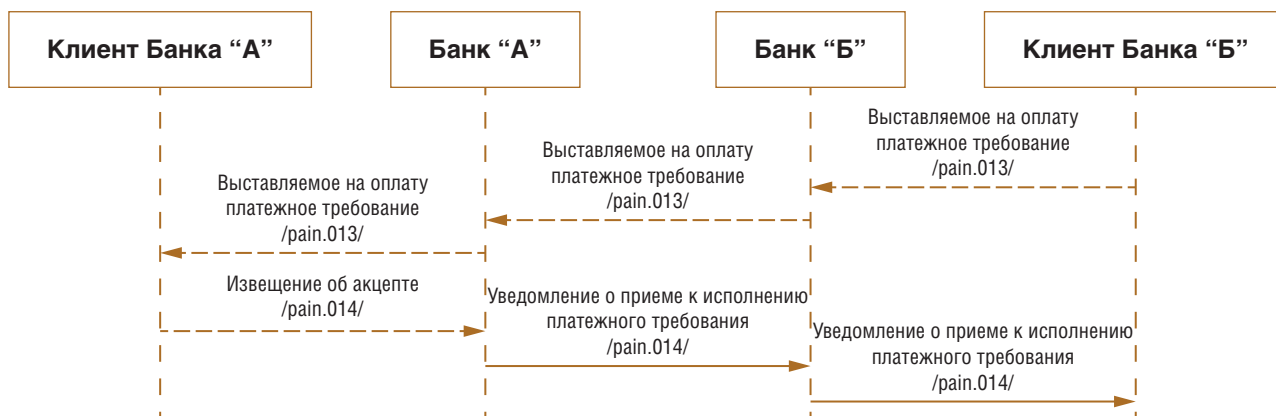 Клиент Банка “А”
Банк “А”
Банк “Б”
Клиент Банка “Б”
Выставляемое на оплату
платежное требование
/pain.013/
Выставляемое на оплату
платежное требование
/pain.013/
Выставляемое на оплату
платежное требование
/pain.013/
Извещение об акцепте
/pain.014/
Уведомление о приеме к исполнению
платежного требования
/pain.014/
Уведомление о приеме к исполнению
платежного требования
/pain.014/